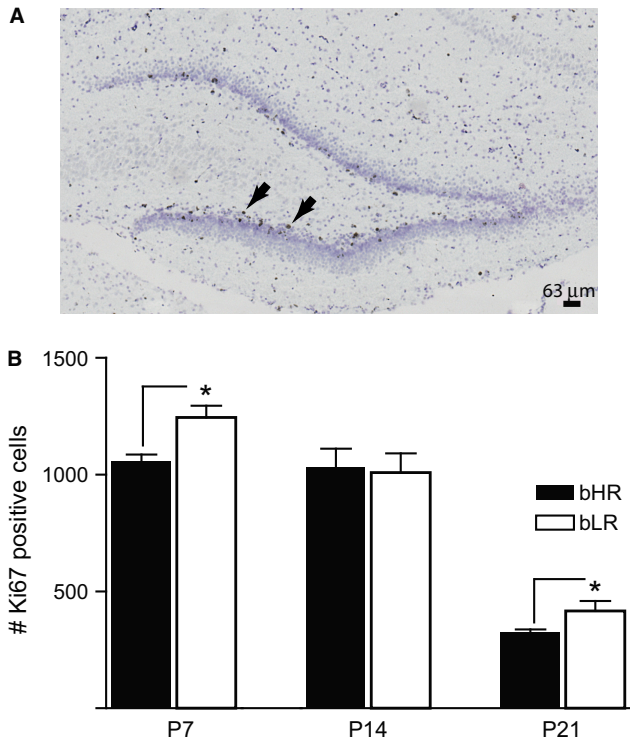 A
63 µm
B
1500
1000
500
# Ki67 positive cells
*
*
bHR
bLR
P7
P14
P21